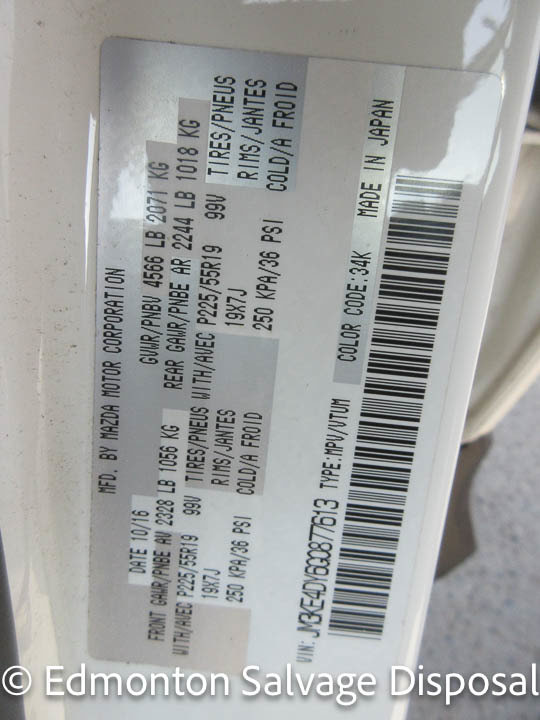 MFD. BY MAZDA MOTOR CORPORATION
DATE 10/16 GVWR/PNBV 4566 LB 2071 KG
FRONT GAWR/PNBE AV 2328 LB 1056 KG REAR GAWR/PNBE AR 2244 LB 1018 KG
WITH/AVEC P225/55R19 99V TIRES/PNEUS WITH/AVEC P225/55R19 99V TIRES/PNEUS
19X7J RIMS/JANTES 19X7J RIMS/JANTES
250 KPA/36 PSI COLD/A FROID 250 KPA/36 PSI COLD/A FROID
VIN: JM3KE4DY6G0877613 TYPE:MPV/VTUM COLOR CODE:34K MADE IN JAPAN
© Edmonton Salvage Disposal